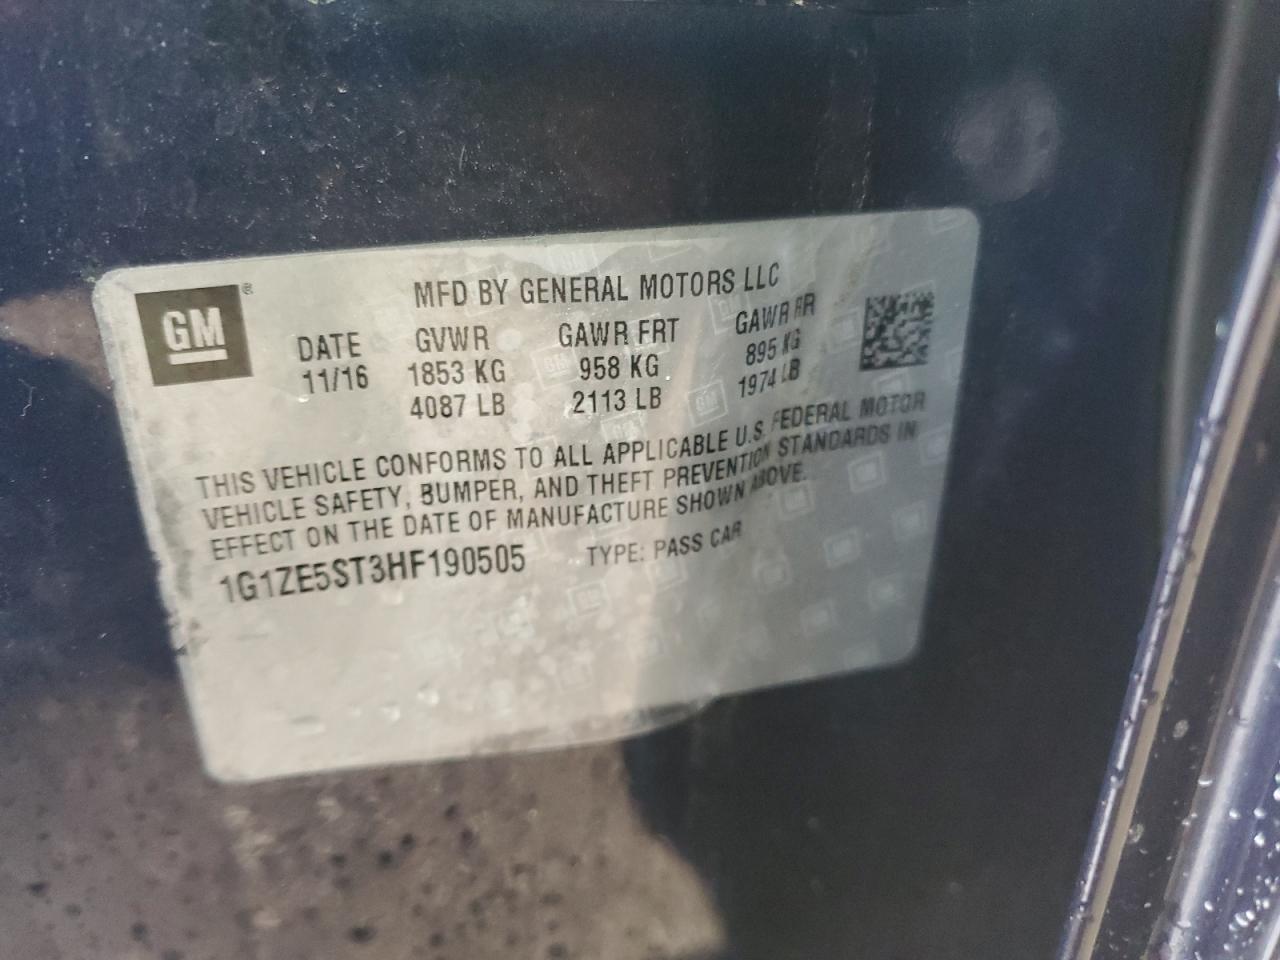 GM ®
MFD BY GENERAL MOTORS LLC
DATE GVWR GAWR FRT GAWR RR
11/16 1853 KG 958 KG 895 KG
4087 LB 2113 LB 1974 LB
THIS VEHICLE CONFORMS TO ALL APPLICABLE U.S. FEDERAL MOTOR
VEHICLE SAFETY, BUMPER, AND THEFT PREVENTION STANDARDS IN
EFFECT ON THE DATE OF MANUFACTURE SHOWN ABOVE.
1G1ZE5ST3HF190505 TYPE: PASS CAR